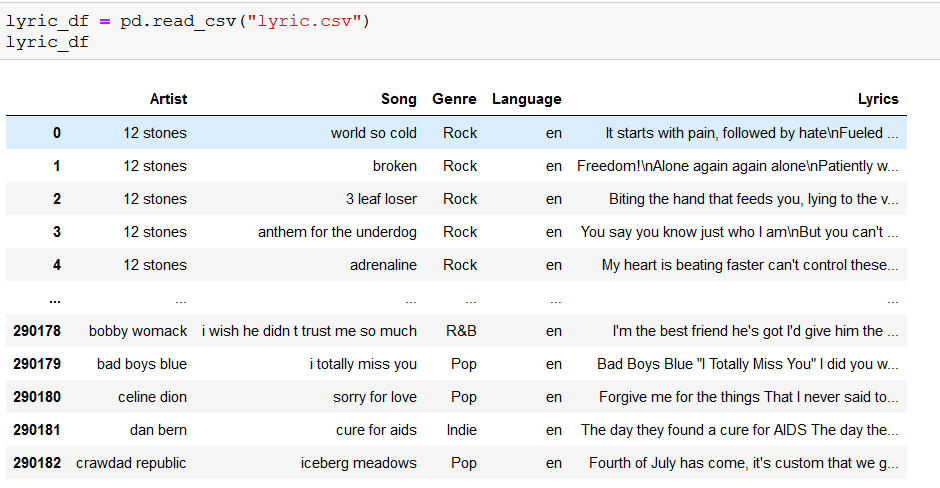 lyric_df = pd.read_csv("lyric.csv")
lyric_df
Artist Song Genre Language Lyrics
0 12 stones world so cold Rock en It starts with pain, followed by hate\nFueled ...
1 12 stones broken Rock en Freedom!\nAlone again again alone\nPatiently w...
2 12 stones 3 leaf loser Rock en Biting the hand that feeds you, lying to the v...
3 12 stones anthem for the underdog Rock en You say you know just who I am\nBut you can't ...
4 12 stones adrenaline Rock en My heart is beating faster can't control these...
... ... ... ... ... ...
290178 bobby womack i wish he didn t trust me so much R&B en I'm the best friend he's got I'd give him the ...
290179 bad boys blue i totally miss you Pop en Bad Boys Blue "I Totally Miss You" I did you w...
290180 celine dion sorry for love Pop en Forgive me for the things That I never said to...
290181 dan bern cure for aids Indie en The day they found a cure for AIDS The day the...
290182 crawdad republic iceberg meadows Pop en Fourth of July has come, it's custom that we g...